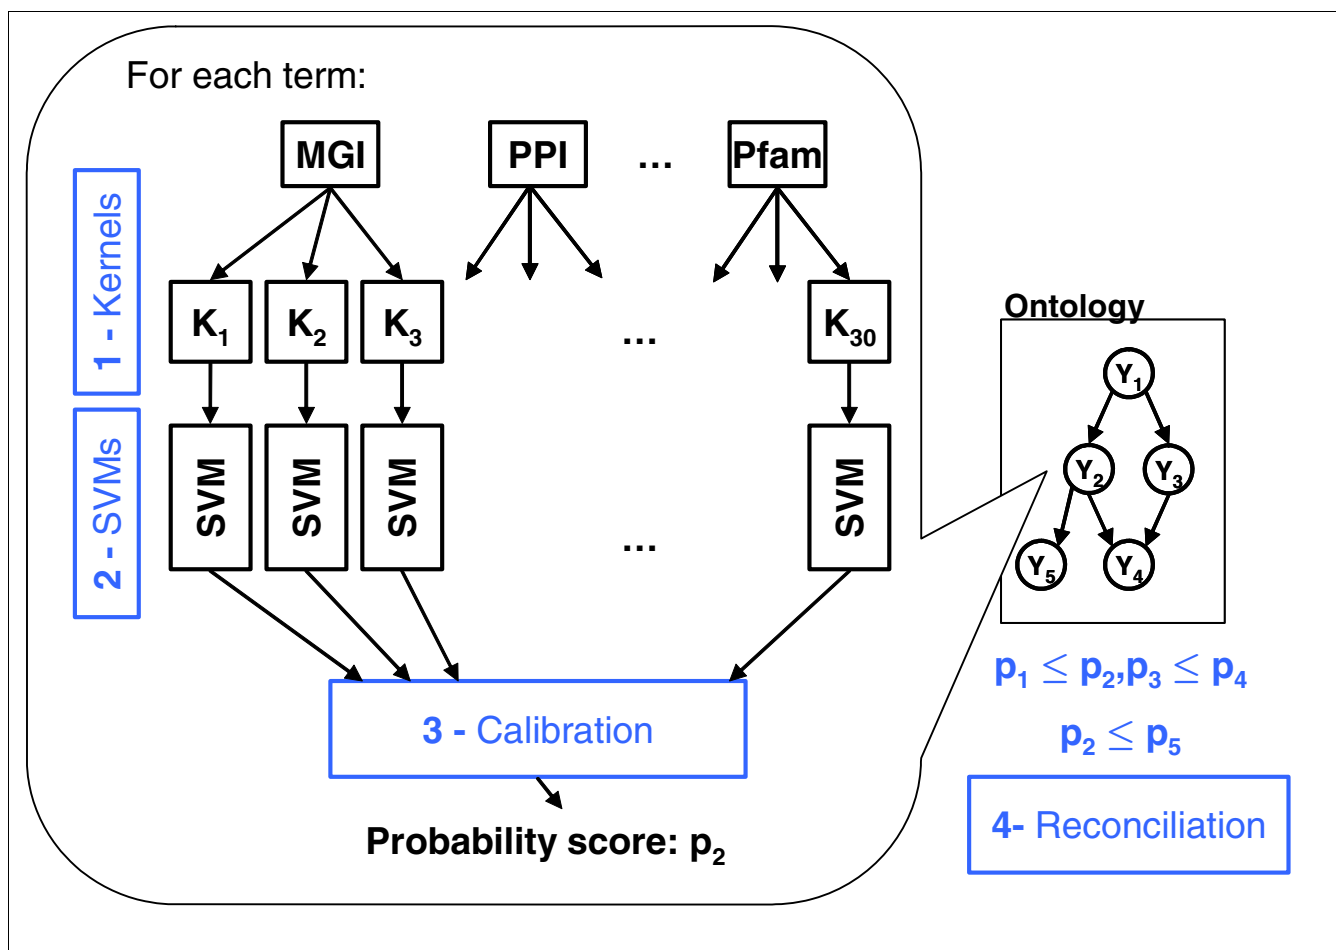 For each term:
MGI
PPI
...
Pfam
1 - Kernels
K1
K2
K3
...
K30
2 - SVMs
SVM
SVM
SVM
...
SVM
3 - Calibration
Probability score: p2
Ontology
Y1
Y2
Y3
Y5
Y4
p1 ≤ p2,p3 ≤ p4
p2 ≤ p5
4- Reconciliation